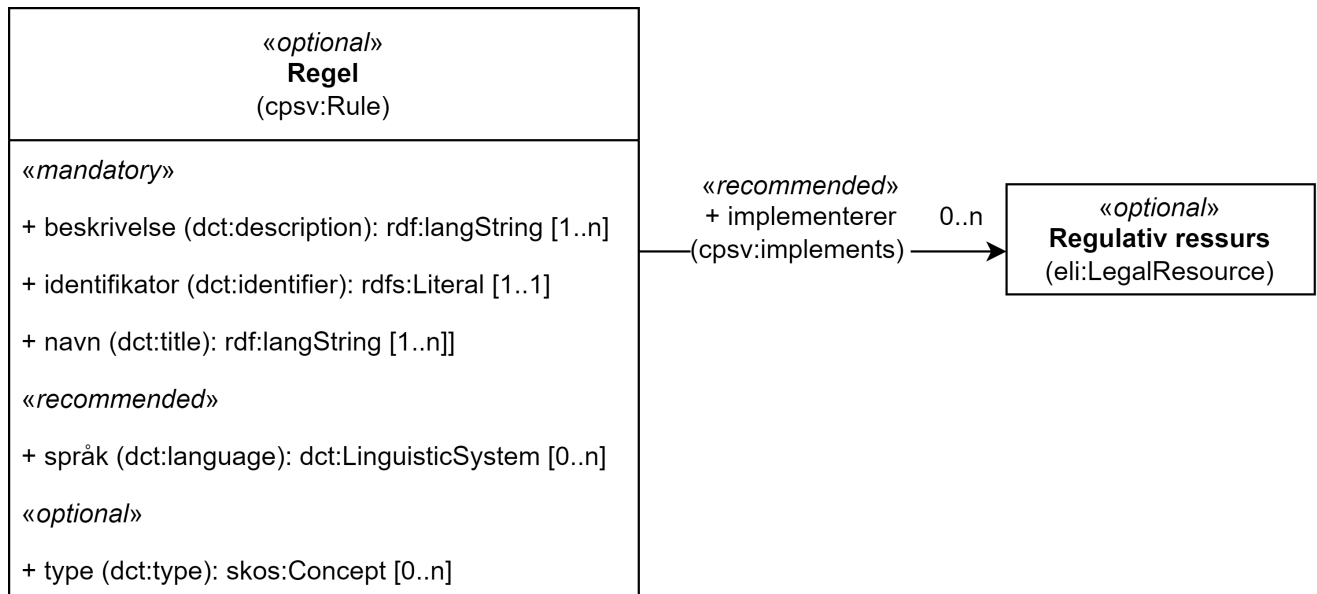 «optional»
Regel
(cpsv:Rule)
«mandatory»
+ beskrivelse (dct:description): rdf:langString [1..n]
+ identifikator (dct:identifier): rdfs:Literal [1..1]
+ navn (dct:title): rdf:langString [1..n]]
«recommended»
+ språk (dct:language): dct:LinguisticSystem [0..n]
«optional»
+ type (dct:type): skos:Concept [0..n]
«recommended»
+ implementerer
(cpsv:implements)
0..n
«optional»
Regulativ ressurs
(eli:LegalResource)